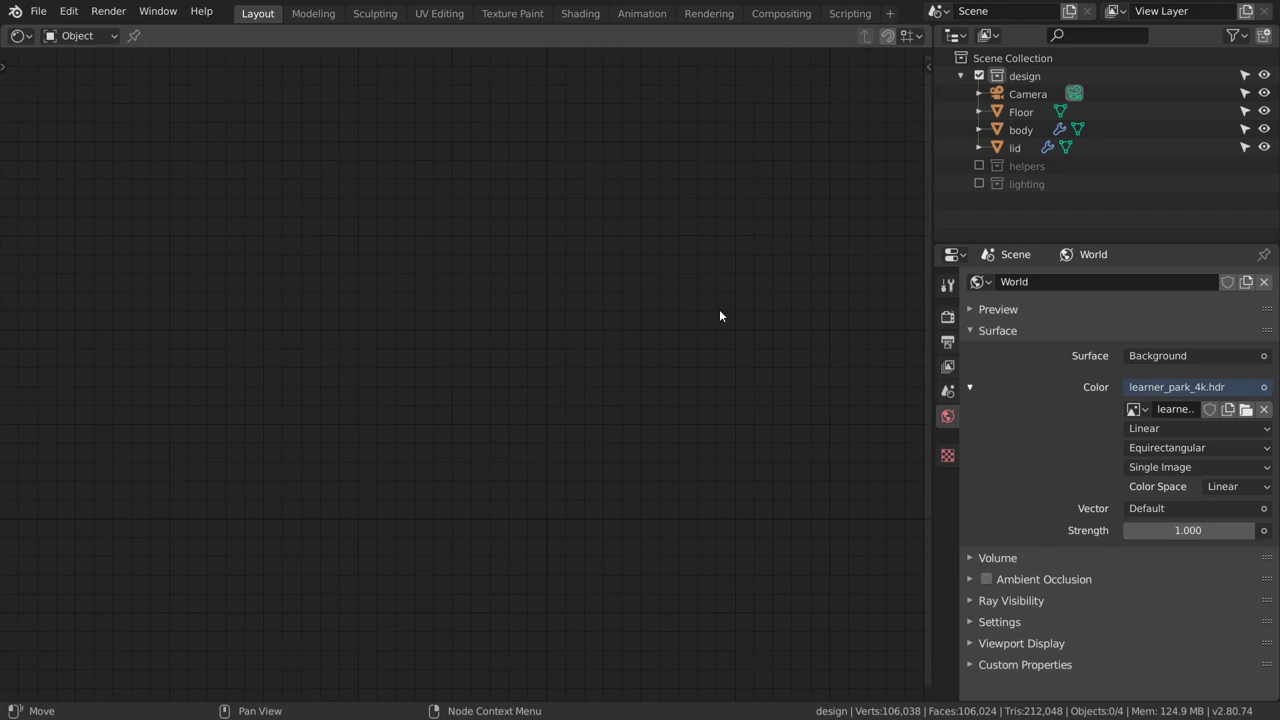 File Edit Render Window Help Layout Modeling Sculpting UV Editing Texture Paint Shading Animation Rendering Compositing Scripting + Scene View Layer
Object
Scene Collection
design
Camera
Floor
body
lid
helpers
lighting
Scene World
World
Preview
Surface
Surface Background
Color learner_park_4k.hdr
learne..
Linear
Equirectangular
Single Image
Color Space Linear
Vector Default
Strength 1.000
Volume
Ambient Occlusion
Ray Visibility
Settings
Viewport Display
Custom Properties
Move Pan View Node Context Menu design | Verts:106,038 | Faces:106,024 | Tris:212,048 | Objects:0/4 | Mem: 124.9 MB | v2.80.74